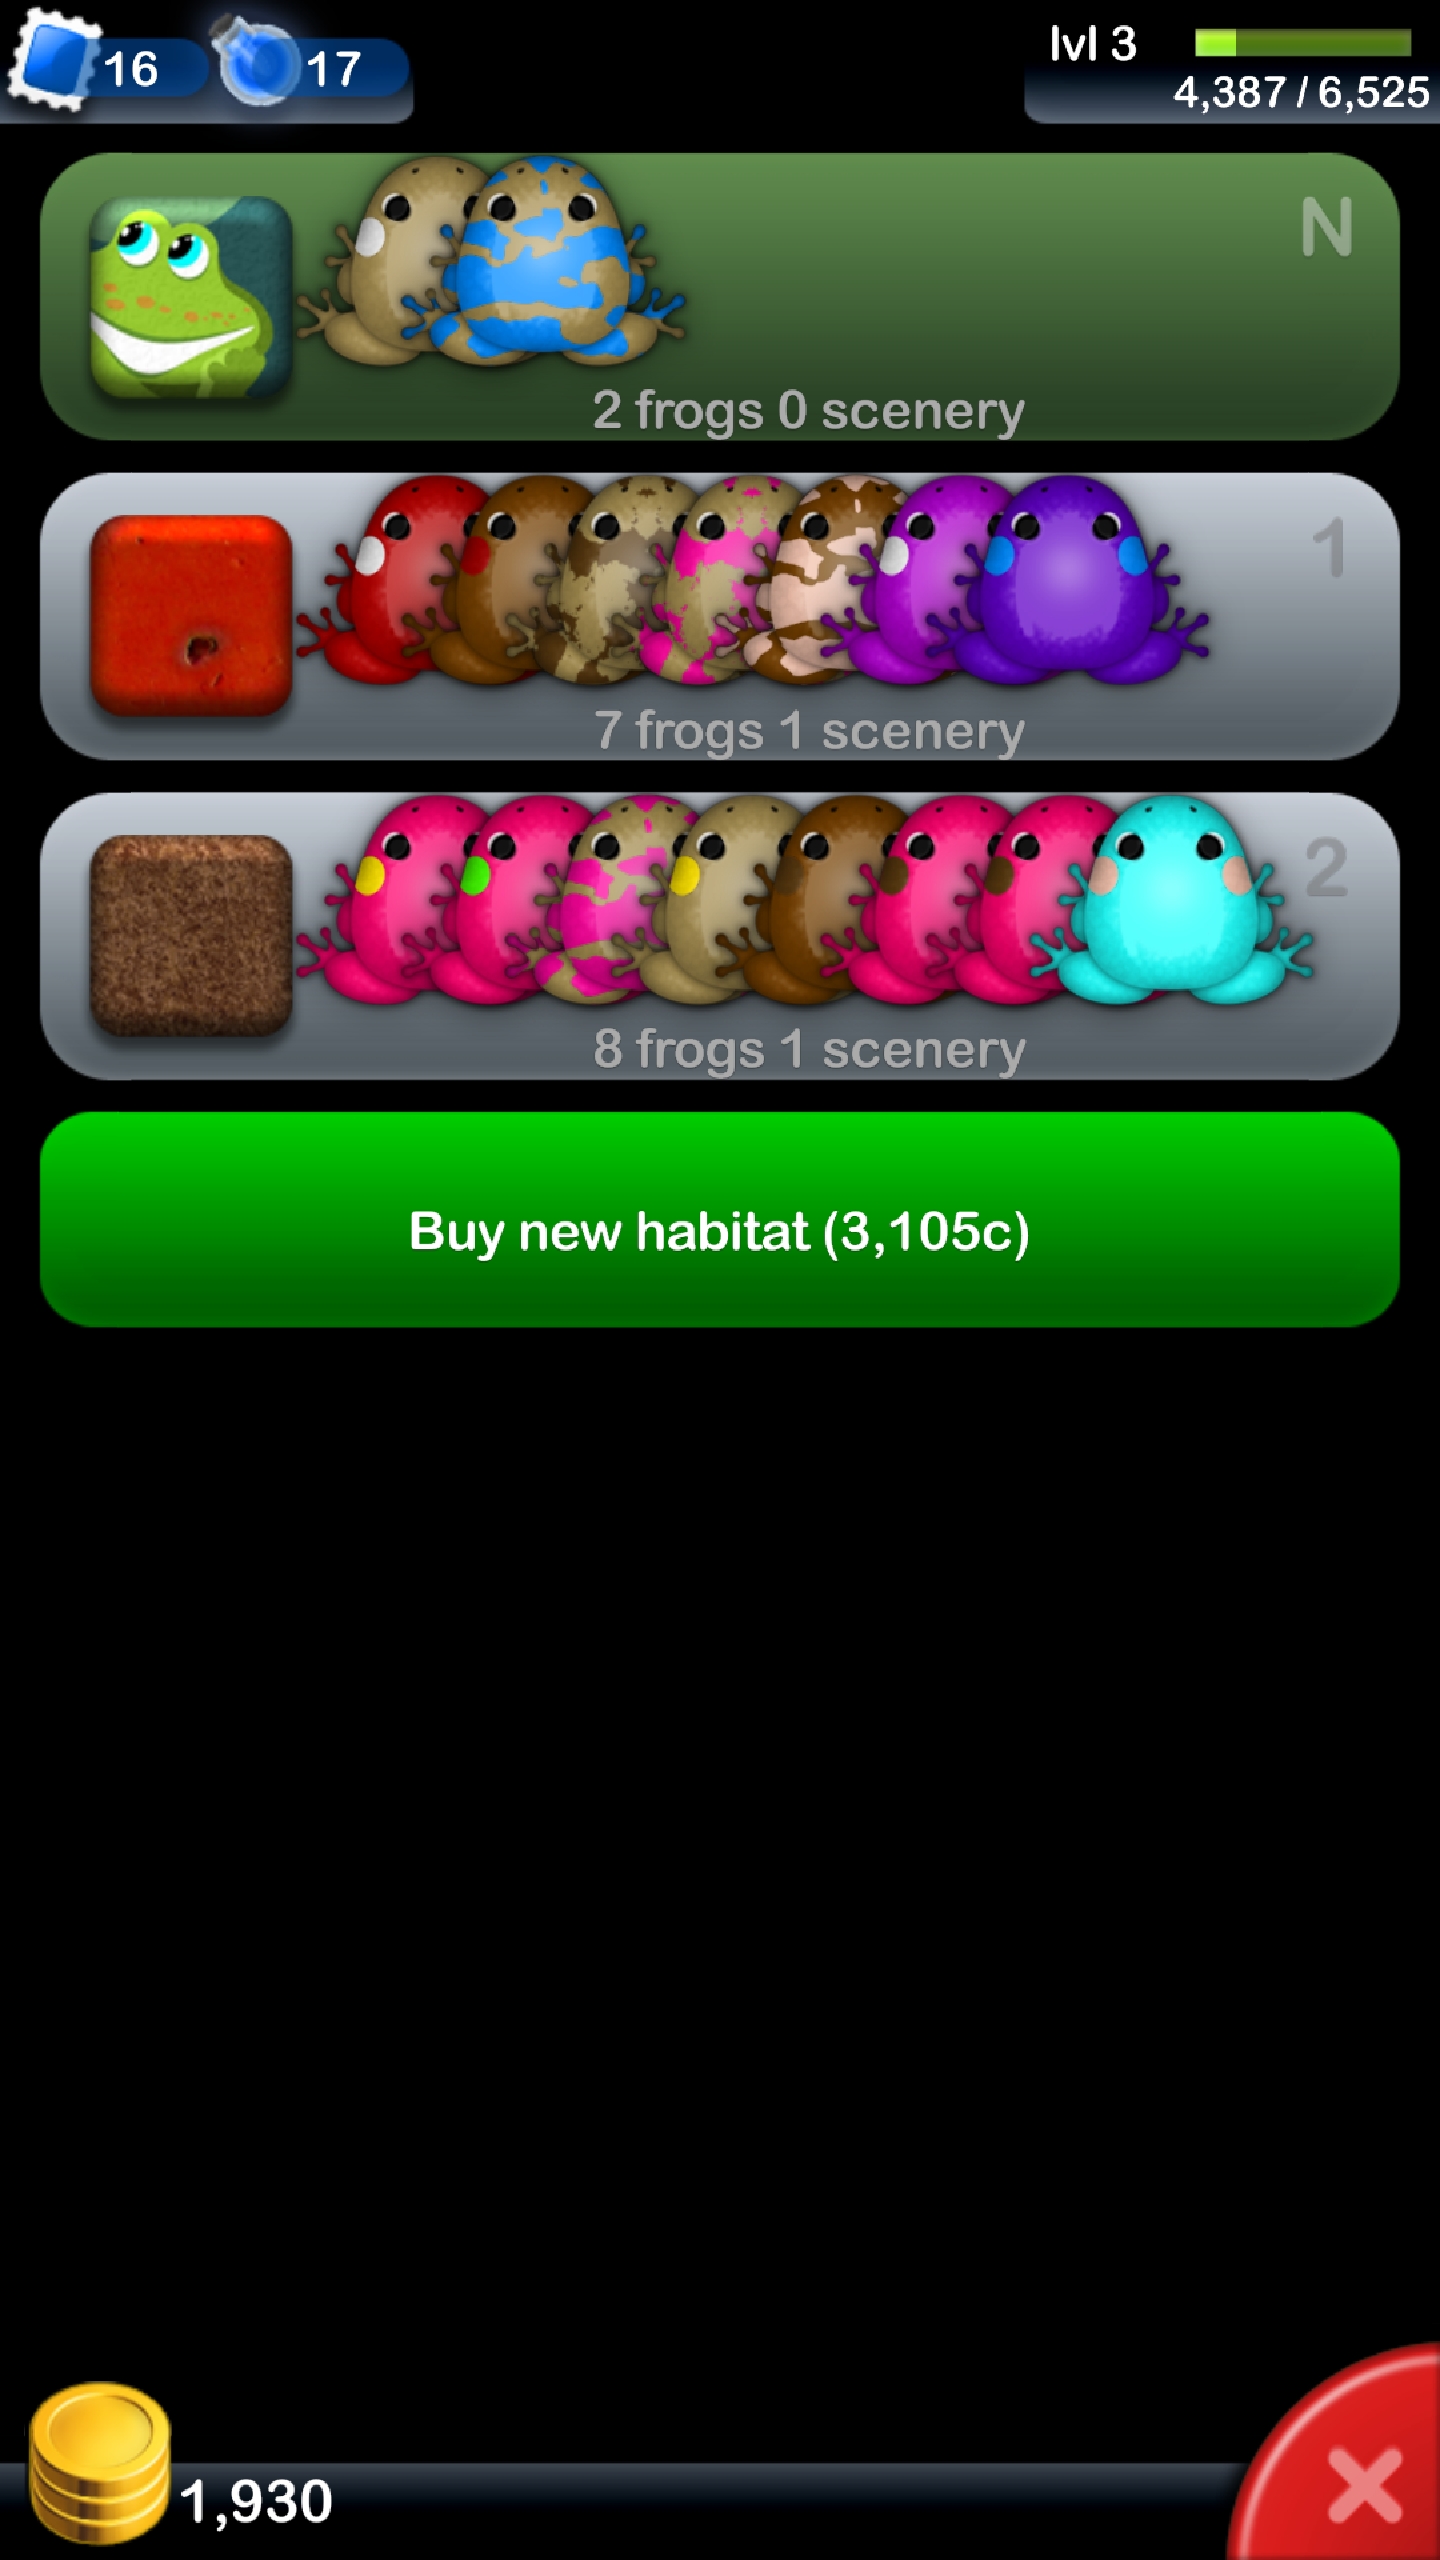 16
17
lvl 3
4,387 / 6,525
N
2 frogs 0 scenery
1
7 frogs 1 scenery
2
8 frogs 1 scenery
Buy new habitat (3,105c)
1,930